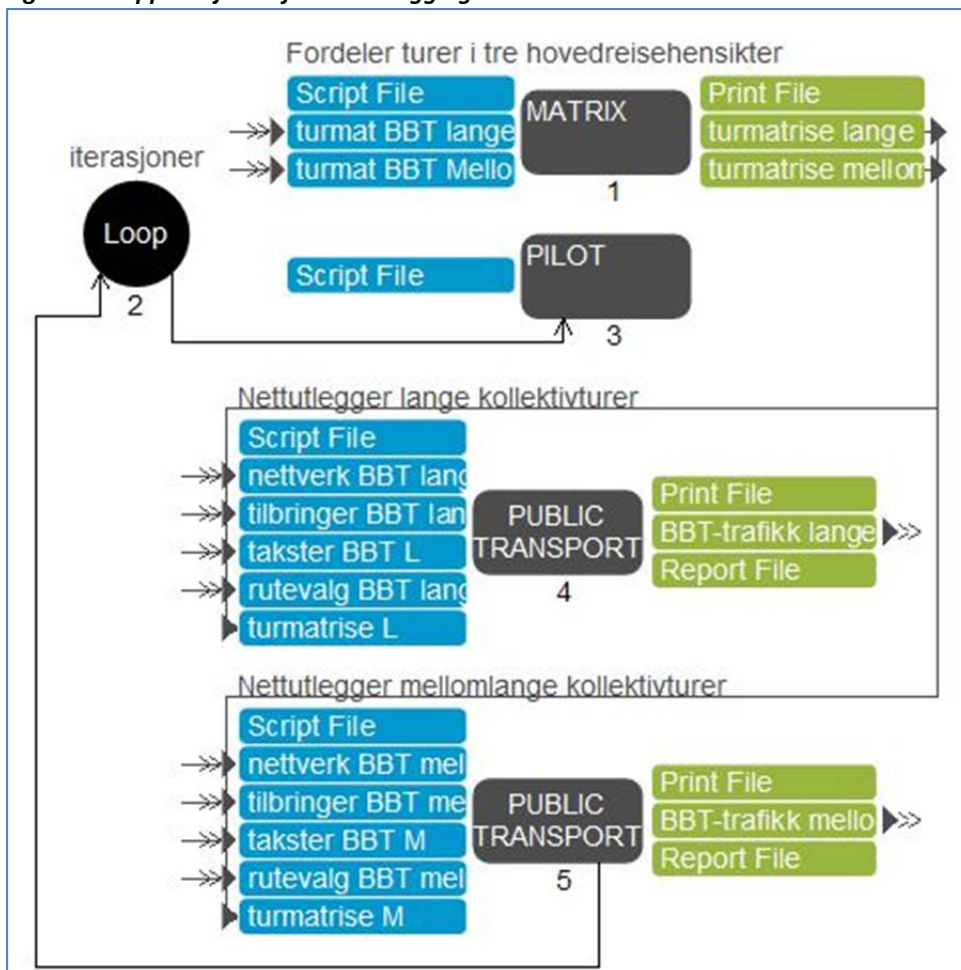 Fordeler turer i tre hovedreisehensikter
Script File
turmat BBT lange
turmat BBT Mello
MATRIX
1
Print File
turmatrise lange
turmatrise mellom
iterasjoner
Loop
2
Script File
PILOT
3
Nettutlegger lange kollektivturer
Script File
nettverk BBT lang
tilbringer BBT lan
takster BBT L
rutevalg BBT lang
turmatrise L
PUBLIC
TRANSPORT
4
Print File
BBT-trafikk lange
Report File
Nettutlegger mellomlange kollektivturer
Script File
nettverk BBT mel
tilbringer BBT me
takster BBT M
rutevalg BBT mel
turmatrise M
PUBLIC
TRANSPORT
5
Print File
BBT-trafikk mello
Report File